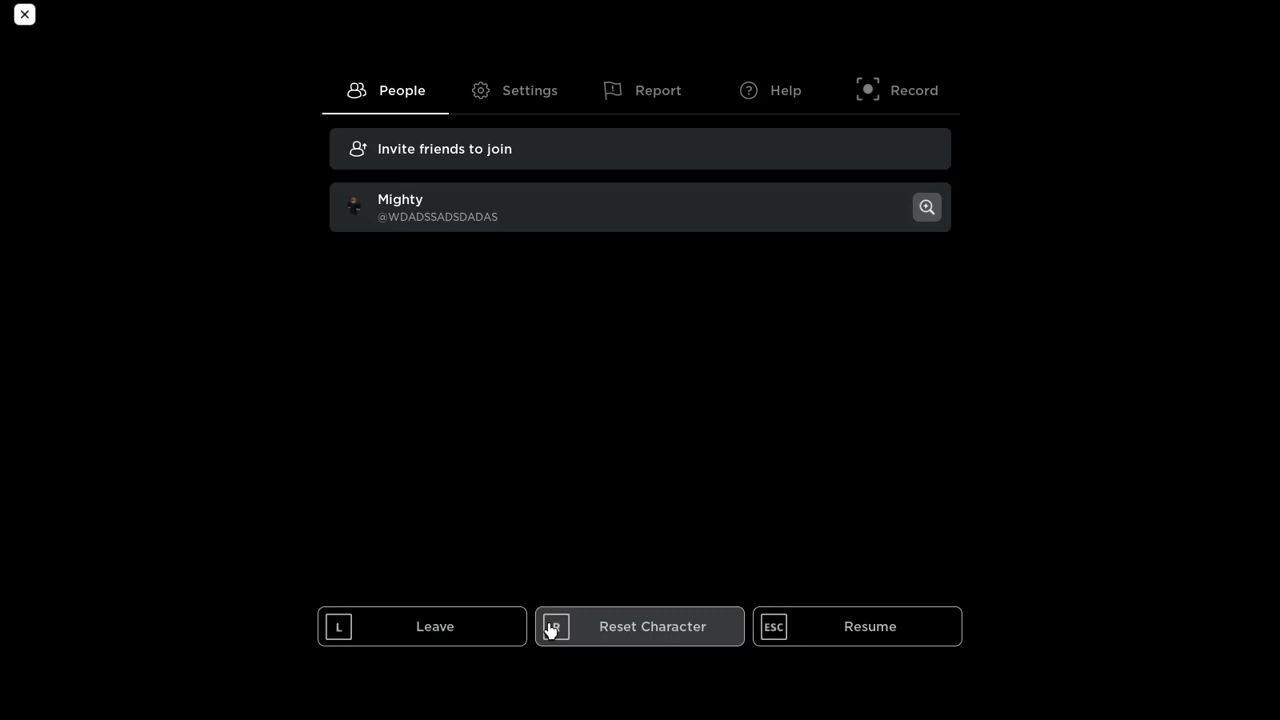 People
Settings
Report
Help
Record
Invite friends to join
Mighty
@WDADSSADSDADAS
L
Leave
Reset Character
ESC
Resume